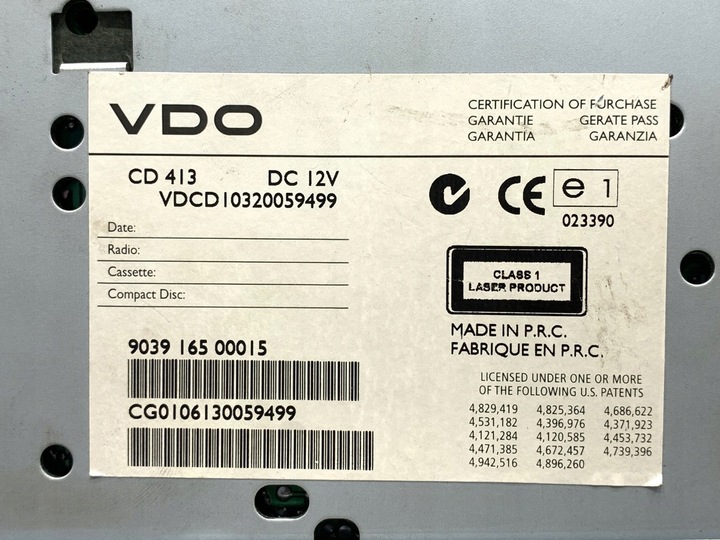 VDO
CERTIFICATION OF PURCHASE
GARANTIE GERATE PASS
GARANTIA GARANZIA
CD 413 DC 12V
VDCD10320059499
Date:
Radio:
Cassette:
Compact Disc:
CE
e 1
023390
CLASS 1
LASER PRODUCT
MADE IN P.R.C.
FABRIQUE EN P.R.C.
9039 165 00015
CG0106130059499
LICENSED UNDER ONE OR MORE
OF THE FOLLOWING U.S. PATENTS
4,829,419 4,825,364 4,686,622
4,531,182 4,396,976 4,371,923
4,121,284 4,120,585 4,453,732
4,471,385 4,672,457 4,739,396
4,942,516 4,896,260